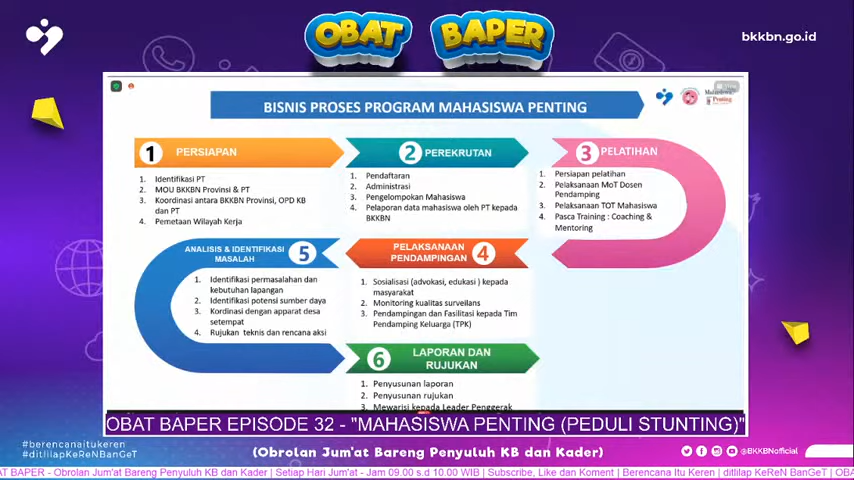 OBAT BAPER
bkkbn.go.id
BISNIS PROSES PROGRAM MAHASISWA PENTING
Penting
1 PERSIAPAN
1. Identifikasi PT
2. MOU BKKBN Provinsi & PT
3. Koordinasi antara BKKBN Provinsi, OPD KB
dan PT
4. Pemetaan Wilayah Kerja
2 PEREKRUTAN
1. Pendaftaran
2. Administrasi
3. Pengelompokan Mahasiswa
4. Pelaporan data mahasiswa oleh PT kepada
BKKBN
3 PELATIHAN
1. Persiapan pelatihan
2. Pelaksanaan MoT Dosen
Pendamping
3. Pelaksanaan TOT Mahasiswa
4. Pasca Training : Coaching &
Mentoring
PELAKSANAAN
PENDAMPINGAN 4
1. Sosialisasi (advokasi, edukasi ) kepada
masyarakat
2. Monitoring kualitas surveilans
3. Pendampingan dan Fasilitasi kepada Tim
Pendamping Keluarga (TPK)
ANALISIS & IDENTIFIKASI
MASALAH 5
1. Identifikasi permasalahan dan
kebutuhan lapangan
2. Identifikasi potensi sumber daya
3. Kordinasi dengan apparat desa
setempat
4. Rujukan teknis dan rencana aksi
6 LAPORAN DAN
RUJUKAN
1. Penyusunan laporan
2. Penyusunan rujukan
3. Mewarisi kepada Leader Penggerak
OBAT BAPER EPISODE 32 - "MAHASISWA PENTING (PEDULI STUNTING)"
#berencanaitukeren
#ditlilapKeReNBanGeT
(Obrolan Jum'at Bareng Penyuluh KB dan Kader)
@BKKBNofficial
AT BAPER - Obrolan Jum'at Bareng Penyuluh KB dan Kader | Setiap Hari Jum'at - Jam 09.00 s.d 10.00 WIB | Subscribe, Like dan Koment | Berencana Itu Keren | ditlilap KeReN BanGeT | OBA